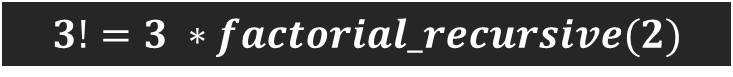 3! = 3 * factorial_recursive(2)